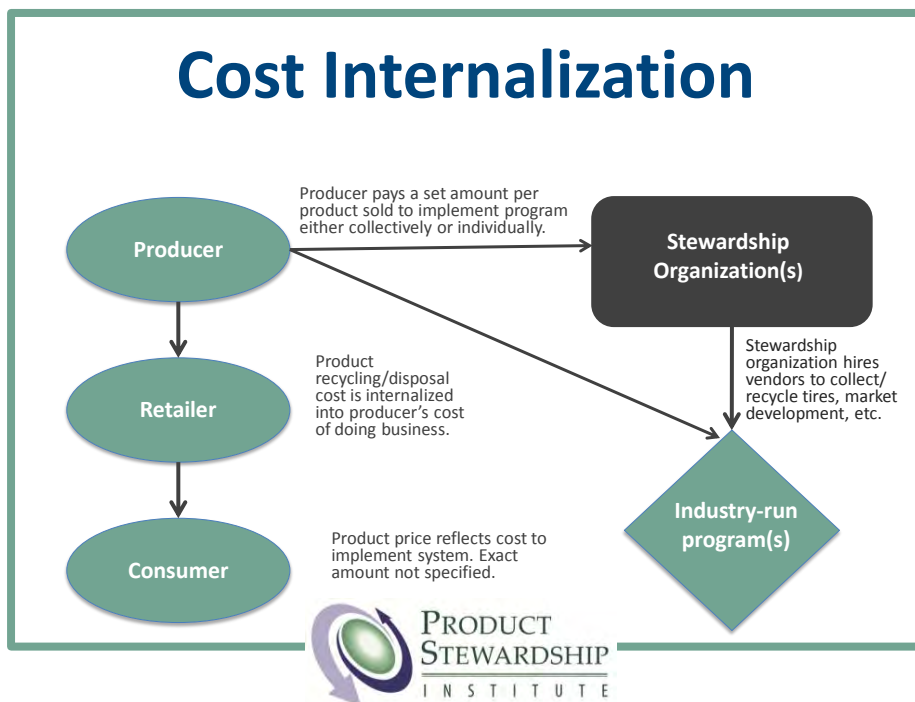 Cost Internalization
Producer pays a set amount per
product sold to implement program
either collectively or individually.
Producer
Stewardship
Organization(s)
Product
recycling/disposal
cost is internalized
into producer's cost
of doing business.
Retailer
Stewardship
organization hires
vendors to collect/
recycle tires, market
development, etc.
Industry-run
program(s)
Product price reflects cost to
implement system. Exact
amount not specified.
Consumer
PRODUCT
STEWARDSHIP
INSTITUTE